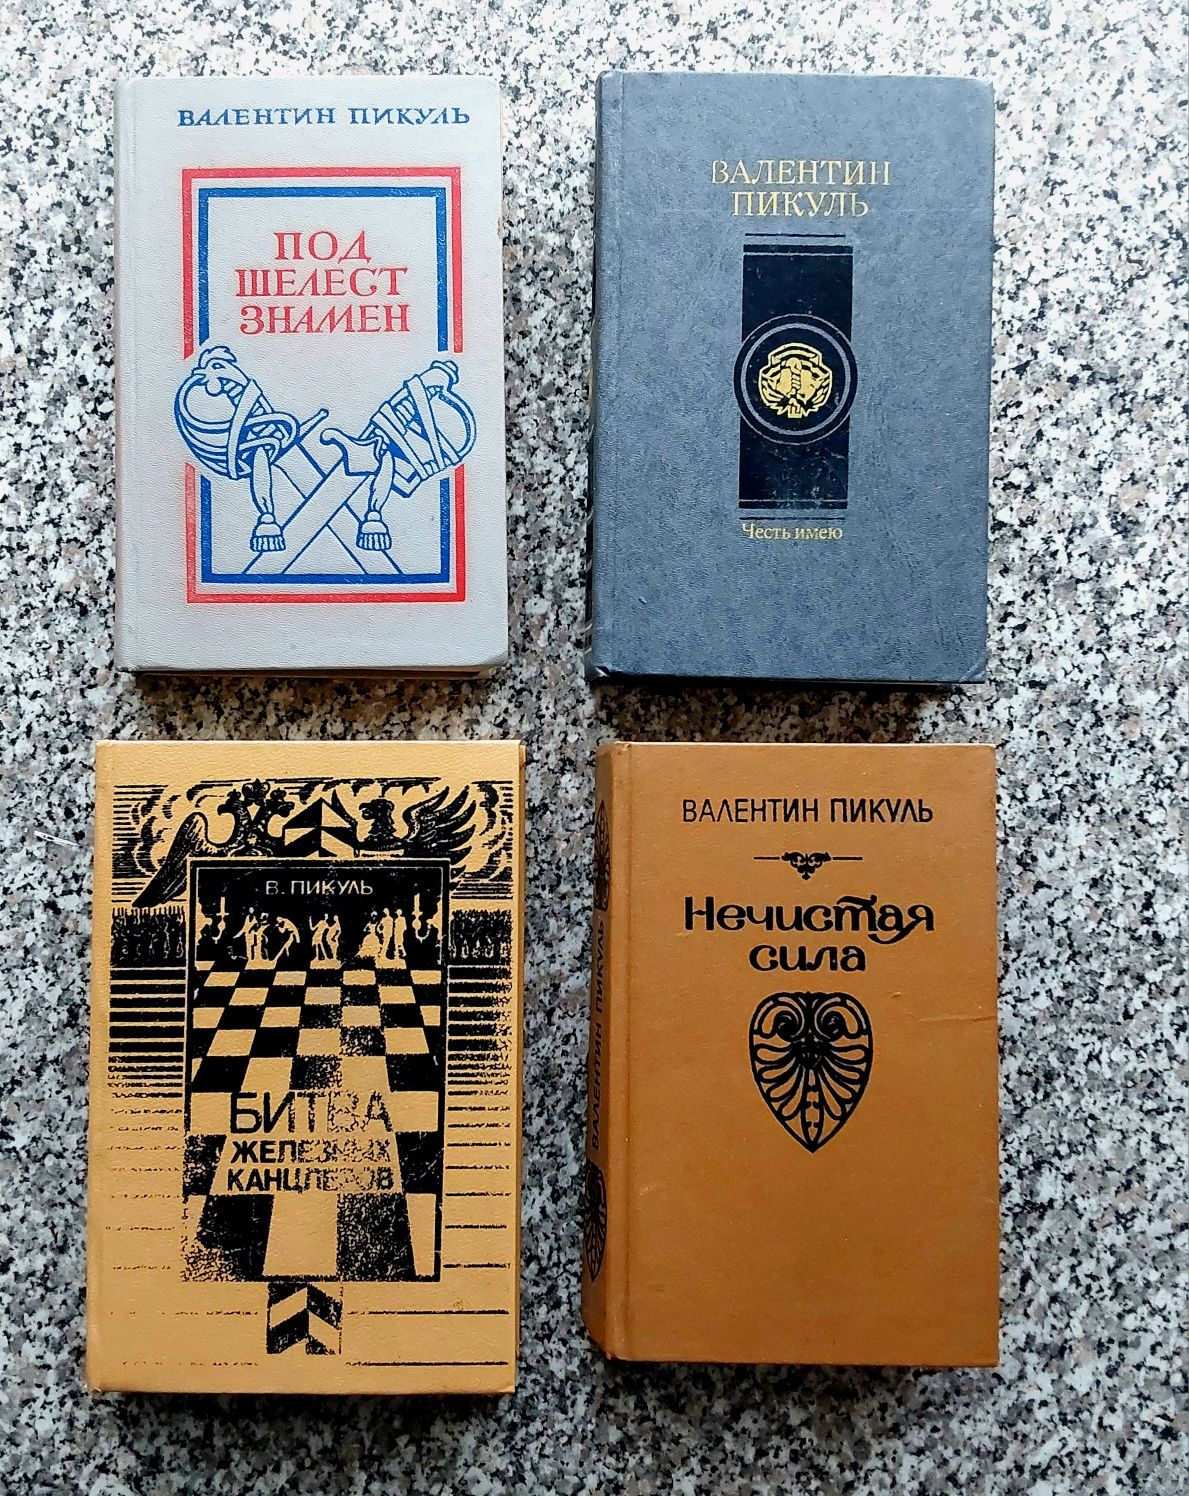 ВАЛЕНТИН ПИКУЛЬ
ПОД
ШЕЛЕСТ
ЗНАМЕН
ВАЛЕНТИН
ПИКУЛЬ
Честь имею
В. ПИКУЛЬ
БИТВА
ЖЕЛЕЗНЫХ
КАНЦЛЕРОВ
ВАЛЕНТИН ПИКУЛЬ
Нечистая
сила
ВАЛЕНТИН ПИКУЛЬ